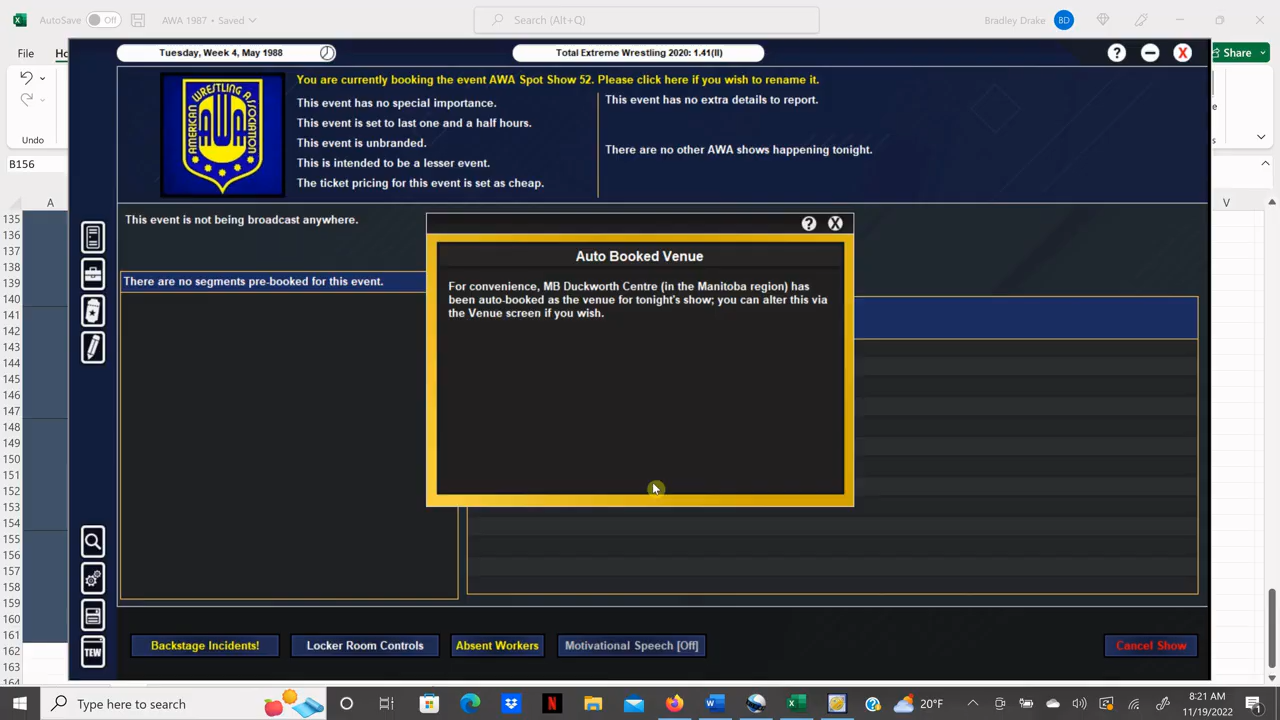 AutoSave
Off
AWA 1987 • Saved
Search (Alt+Q)
Bradley Drake
BD
Tuesday, Week 4, May 1988
Total Extreme Wrestling 2020: 1.41(II)
?
X
File
Share
Undo
AMERICAN WRESTLING ASSOCIATION
AWA
You are currently booking the event AWA Spot Show 52. Please click here if you wish to rename it.
This event has no special importance.
This event is set to last one and a half hours.
This event is unbranded.
This is intended to be a lesser event.
The ticket pricing for this event is set as cheap.
This event has no extra details to report.
There are no other AWA shows happening tonight.
B156
A
V
This event is not being broadcast anywhere.
There are no segments pre-booked for this event.
?
X
Auto Booked Venue
For convenience, MB Duckworth Centre (in the Manitoba region) has
been auto-booked as the venue for tonight's show; you can alter this via
the Venue screen if you wish.
135
136
137
138
139
140
141
142
143
144
145
146
147
148
149
150
151
152
153
154
155
156
157
158
159
160
161
162
163
TEW
Backstage Incidents!
Locker Room Controls
Absent Workers
Motivational Speech [Off]
Cancel Show
Type here to search
20°F
8:21 AM
11/19/2022
1